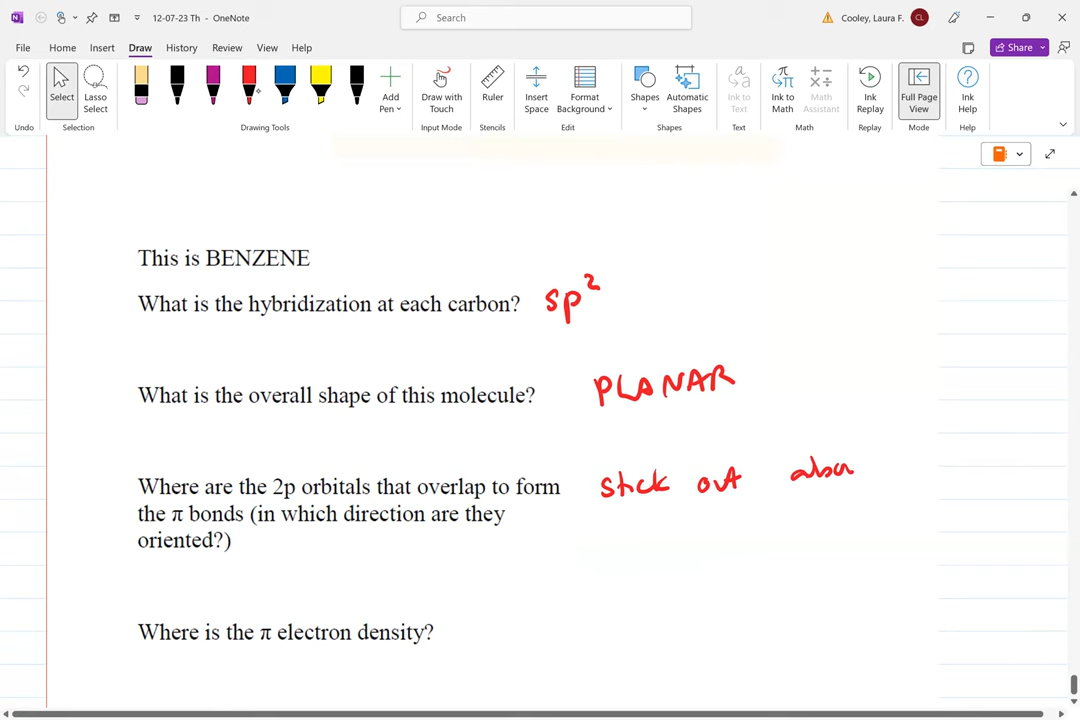 12-07-23 Th - OneNote
Search
Cooley, Laura F.
CL
File Home Insert Draw History Review View Help
Share
Undo
Select
Lasso Select
Selection
Drawing Tools
Add Pen
Draw with Touch
Input Mode
Ruler
Stencils
Insert Space
Format Background
Edit
Shapes
Automatic Shapes
Shapes
Ink to Text
Text
Ink to Math
Math Assistant
Math
Ink Replay
Replay
Full Page View
Mode
Ink Help
Help
This is BENZENE
What is the hybridization at each carbon? sp²
What is the overall shape of this molecule? PLANAR
Where are the 2p orbitals that overlap to form stick out
the π bonds (in which direction are they
oriented?)
Where is the π electron density?